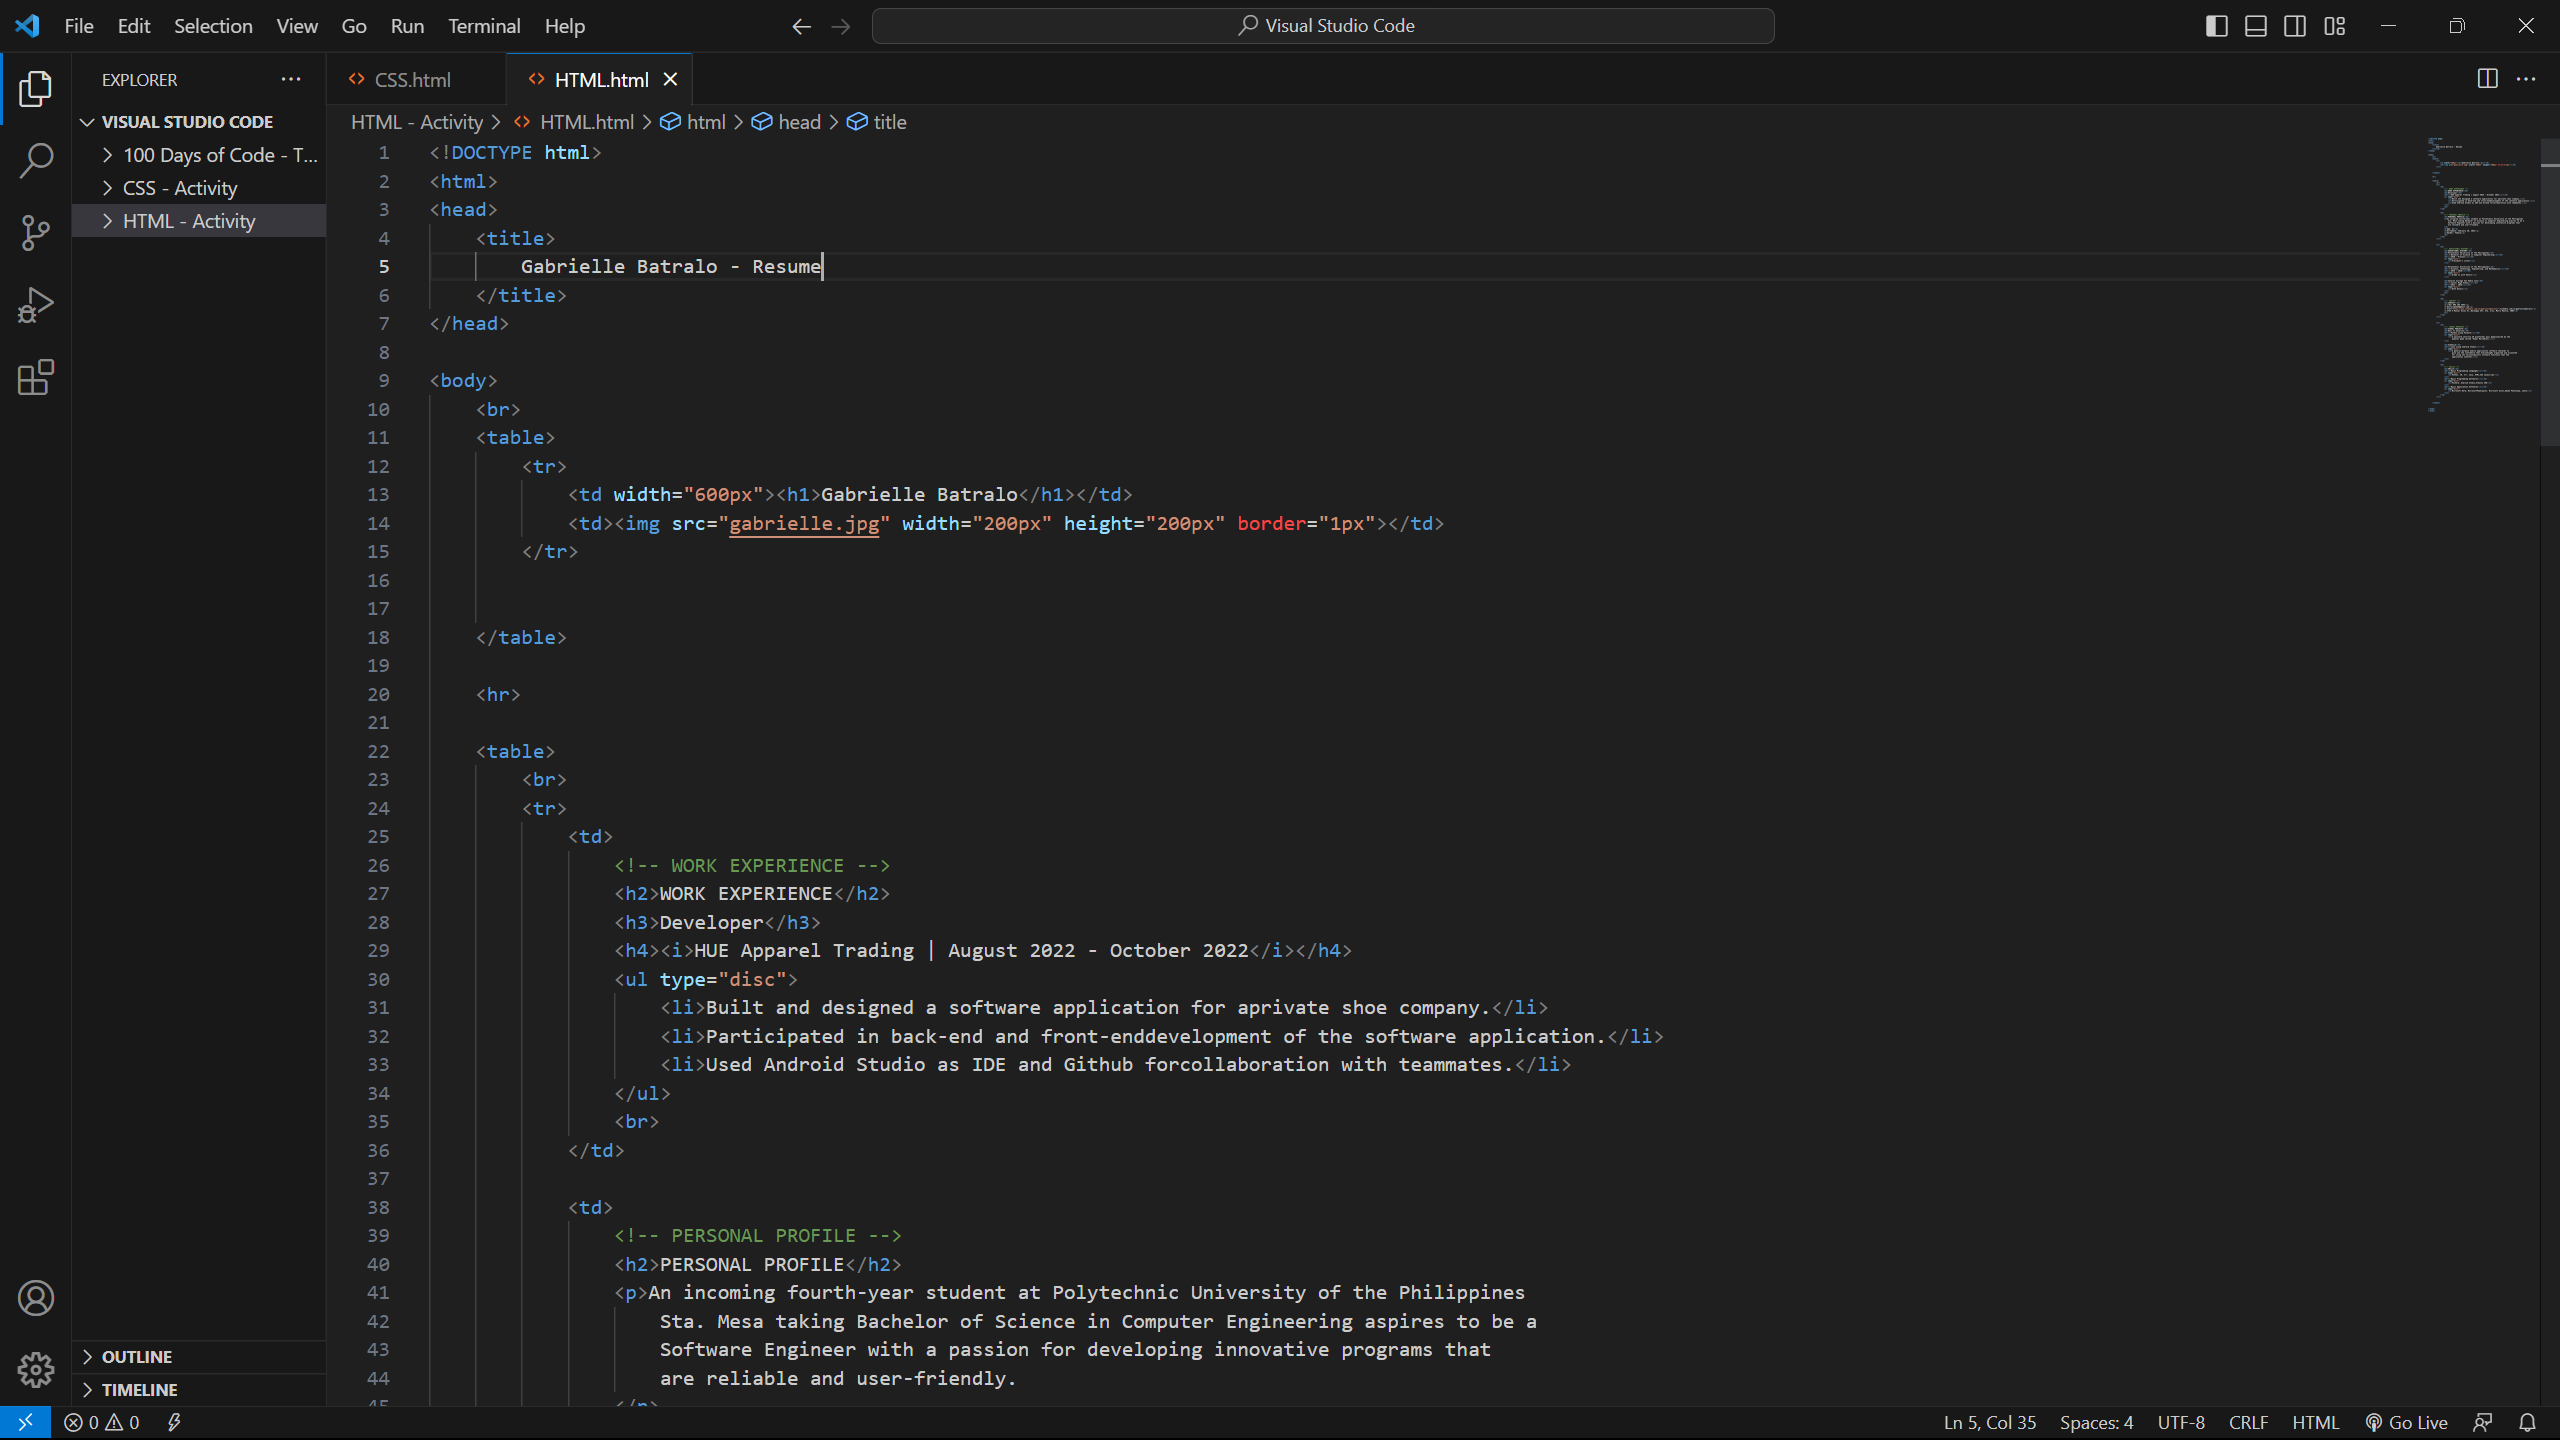 File Edit Selection View Go Run Terminal Help
Visual Studio Code
EXPLORER
VISUAL STUDIO CODE
100 Days of Code - T...
CSS - Activity
HTML - Activity
OUTLINE
TIMELINE
CSS.html HTML.html
HTML - Activity > HTML.html > html > head > title
1 <!DOCTYPE html>
2 <html>
3 <head>
4 <title>
5 Gabrielle Batralo - Resume
6 </title>
7 </head>
8
9 <body>
10 <br>
11 <table>
12 <tr>
13 <td width="600px"><h1>Gabrielle Batralo</h1></td>
14 <td><img src="gabrielle.jpg" width="200px" height="200px" border="1px"></td>
15 </tr>
16
17
18 </table>
19
20 <hr>
21
22 <table>
23 <br>
24 <tr>
25 <td>
26 <!-- WORK EXPERIENCE -->
27 <h2>WORK EXPERIENCE</h2>
28 <h3>Developer</h3>
29 <h4><i>HUE Apparel Trading | August 2022 - October 2022</i></h4>
30 <ul type="disc">
31 <li>Built and designed a software application for aprivate shoe company.</li>
32 <li>Participated in back-end and front-enddevelopment of the software application.</li>
33 <li>Used Android Studio as IDE and Github forcollaboration with teammates.</li>
34 </ul>
35 <br>
36 </td>
37
38 <td>
39 <!-- PERSONAL PROFILE -->
40 <h2>PERSONAL PROFILE</h2>
41 <p>An incoming fourth-year student at Polytechnic University of the Philippines
42 Sta. Mesa taking Bachelor of Science in Computer Engineering aspires to be a
43 Software Engineer with a passion for developing innovative programs that
44 are reliable and user-friendly.
45 </p>
0 0 Ln 5, Col 35 Spaces: 4 UTF-8 CRLF HTML Go Live